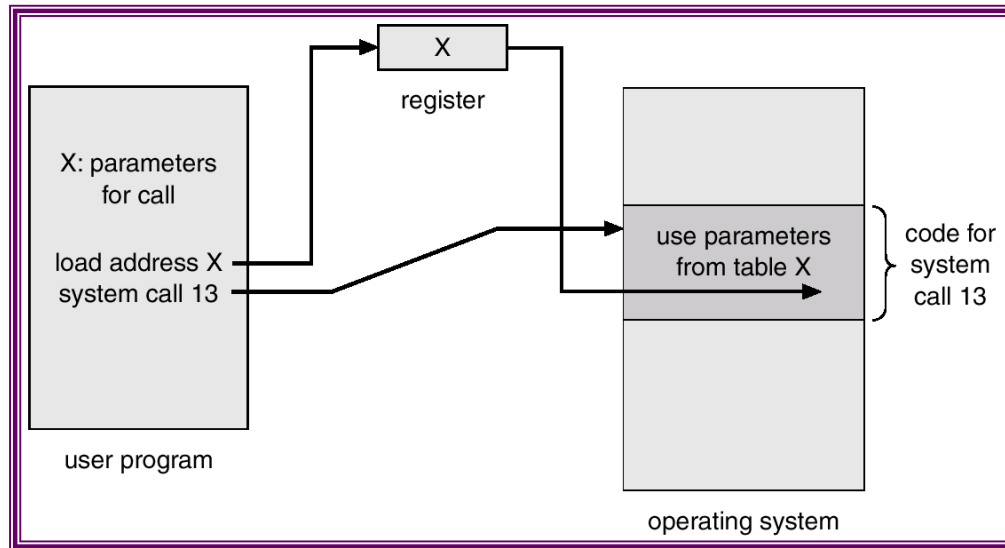 X
register
X: parameters
for call
load address X
system call 13
user program
use parameters
from table X
code for
system
call 13
operating system